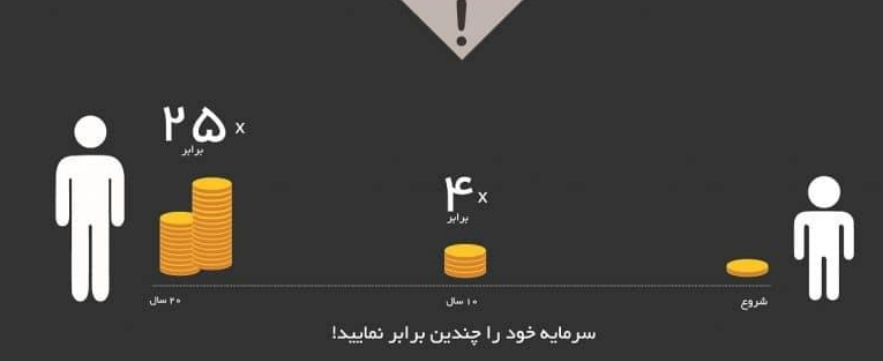 !
۲۵ x
برابر
۴ x
برابر
شروع
۱۰ سال
۲۰ سال
سرمایه خود را چندین برابر نمایید!